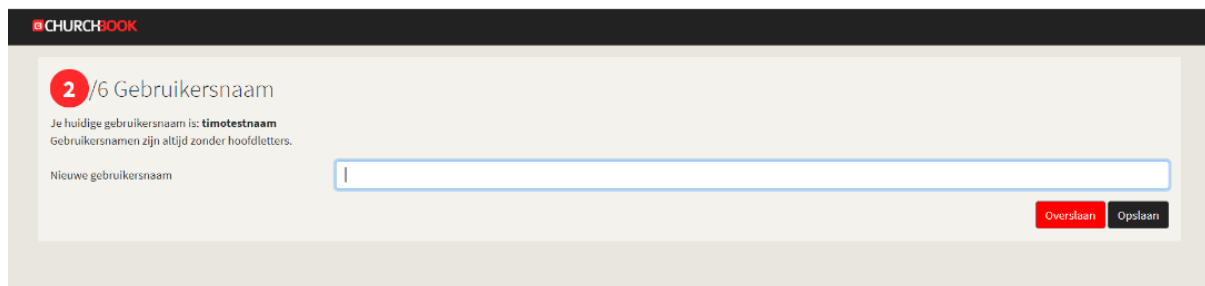 CHURCHBOOK
2/6 Gebruikersnaam
Je huidige gebruikersnaam is: timotestnaam
Gebruikersnamen zijn altijd zonder hoofdletters.
Nieuwe gebruikersnaam
Overslaan Opslaan